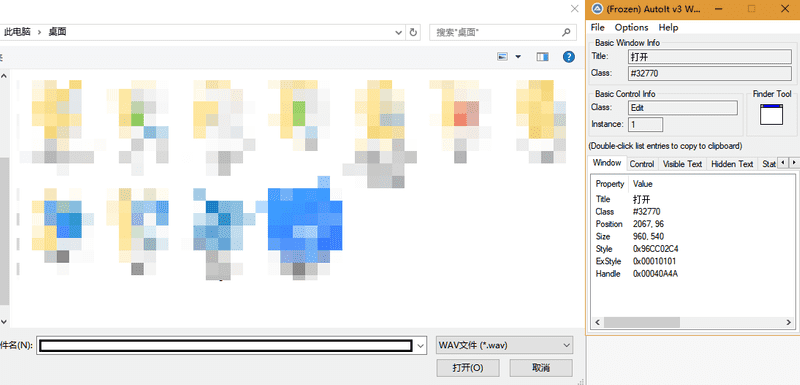 此电脑 > 桌面
搜索"桌面"
件名(N):
WAV文件 (*.wav)
打开(O)
取消
(Frozen) AutoIt v3 W...
File Options Help
Basic Window Info
Title: 打开
Class: #32770
Basic Control Info
Class: Edit
Instance: 1
Finder Tool
(Double-click list entries to copy to clipboard)
Window Control Visible Text Hidden Text Stat
Property Value
Title 打开
Class #32770
Position 2067, 96
Size 960, 540
Style 0x96CC02C4
ExStyle 0x00010101
Handle 0x00040A4A